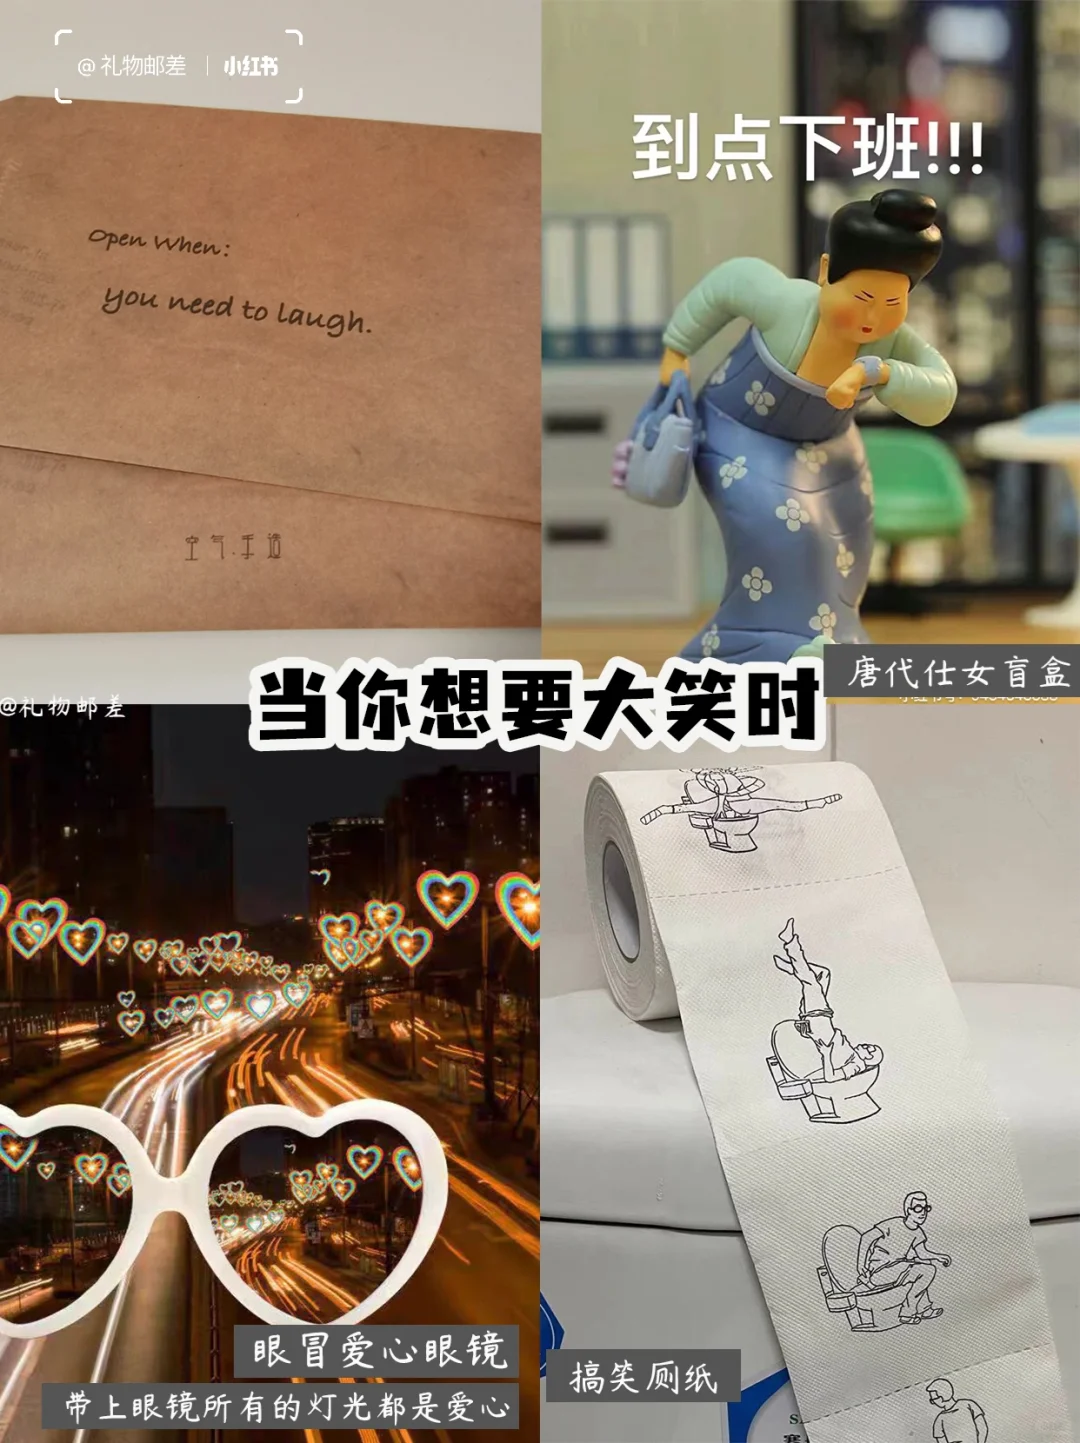 @礼物邮差 | 小红书
Open When:
you need to laugh.
空气.手造
到点下班!!!
唐代仕女盲盒
@礼物邮差
当你想要大笑时
眼冒爱心眼镜
带上眼镜所有的灯光都是爱心
搞笑厕纸